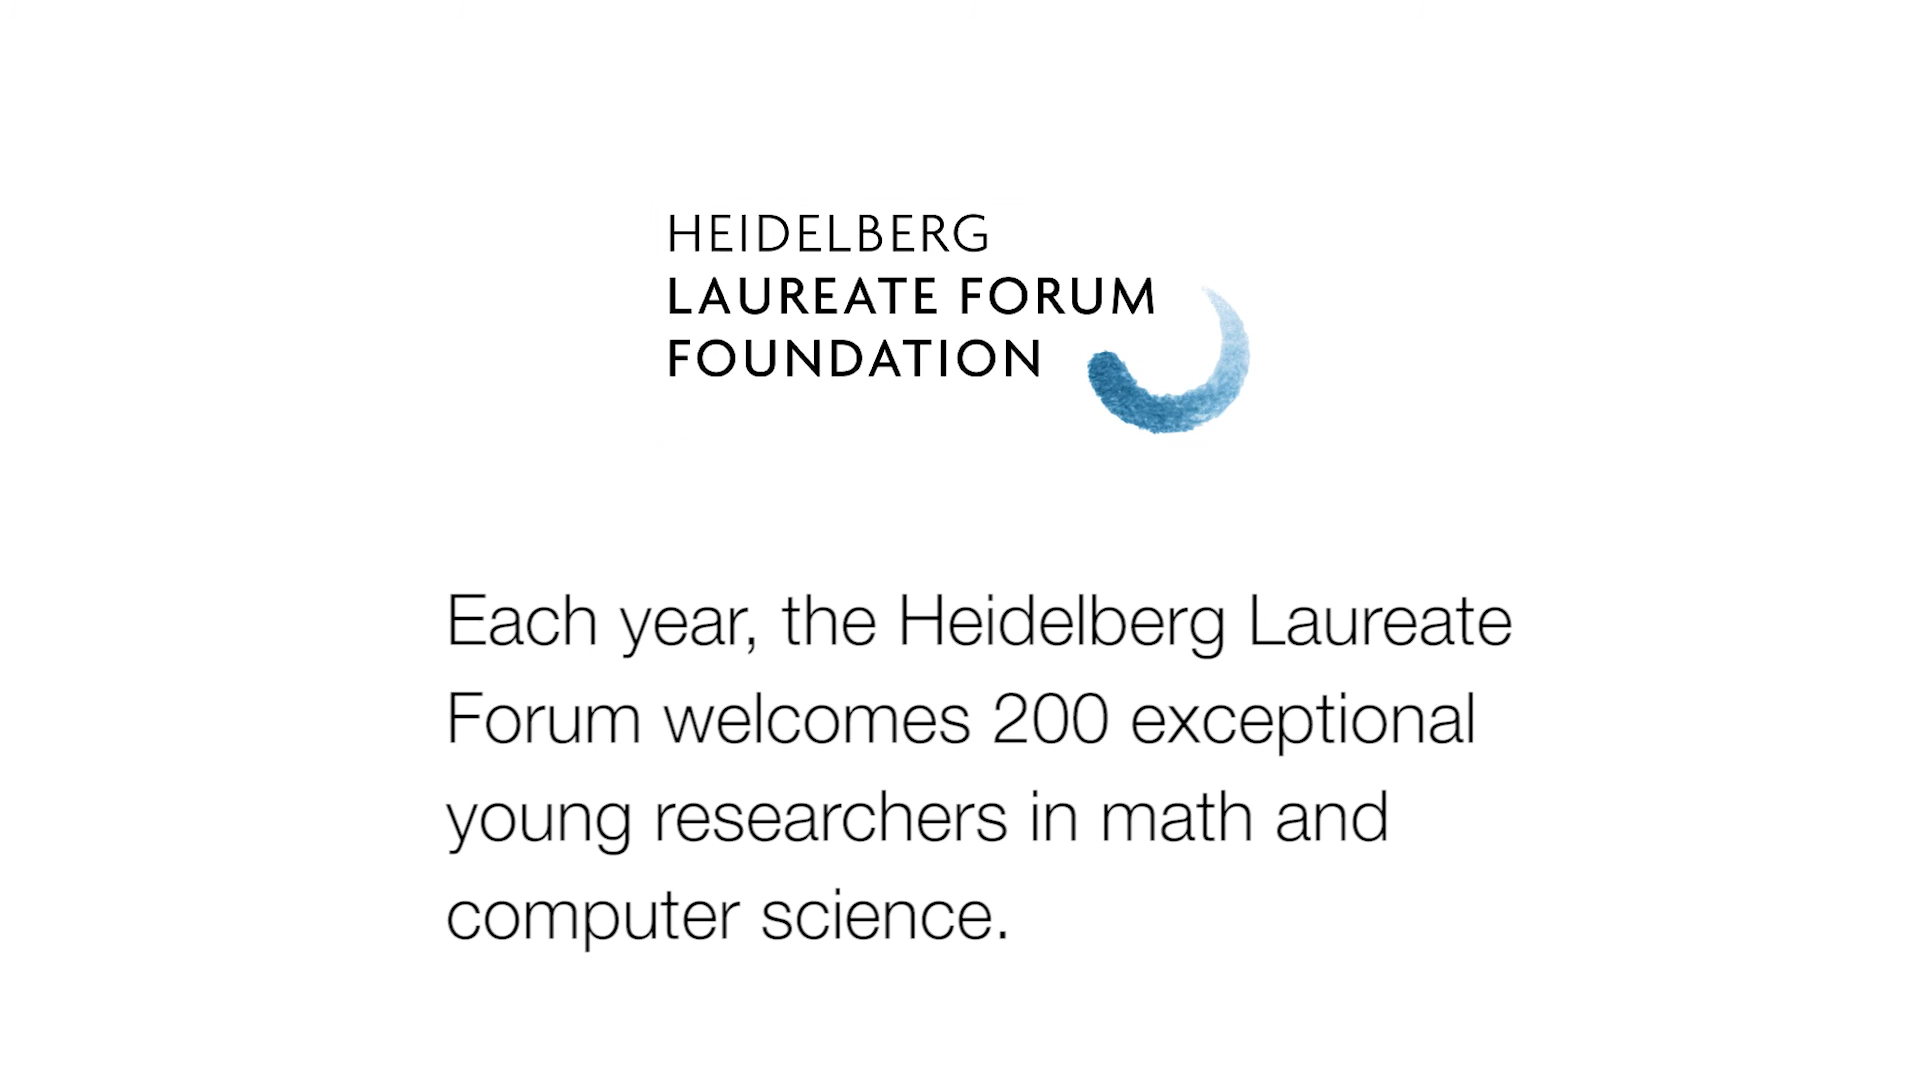 HEIDELBERG
LAUREATE FORUM
FOUNDATION
Each year, the Heidelberg Laureate
Forum welcomes 200 exceptional
young researchers in math and
computer science.